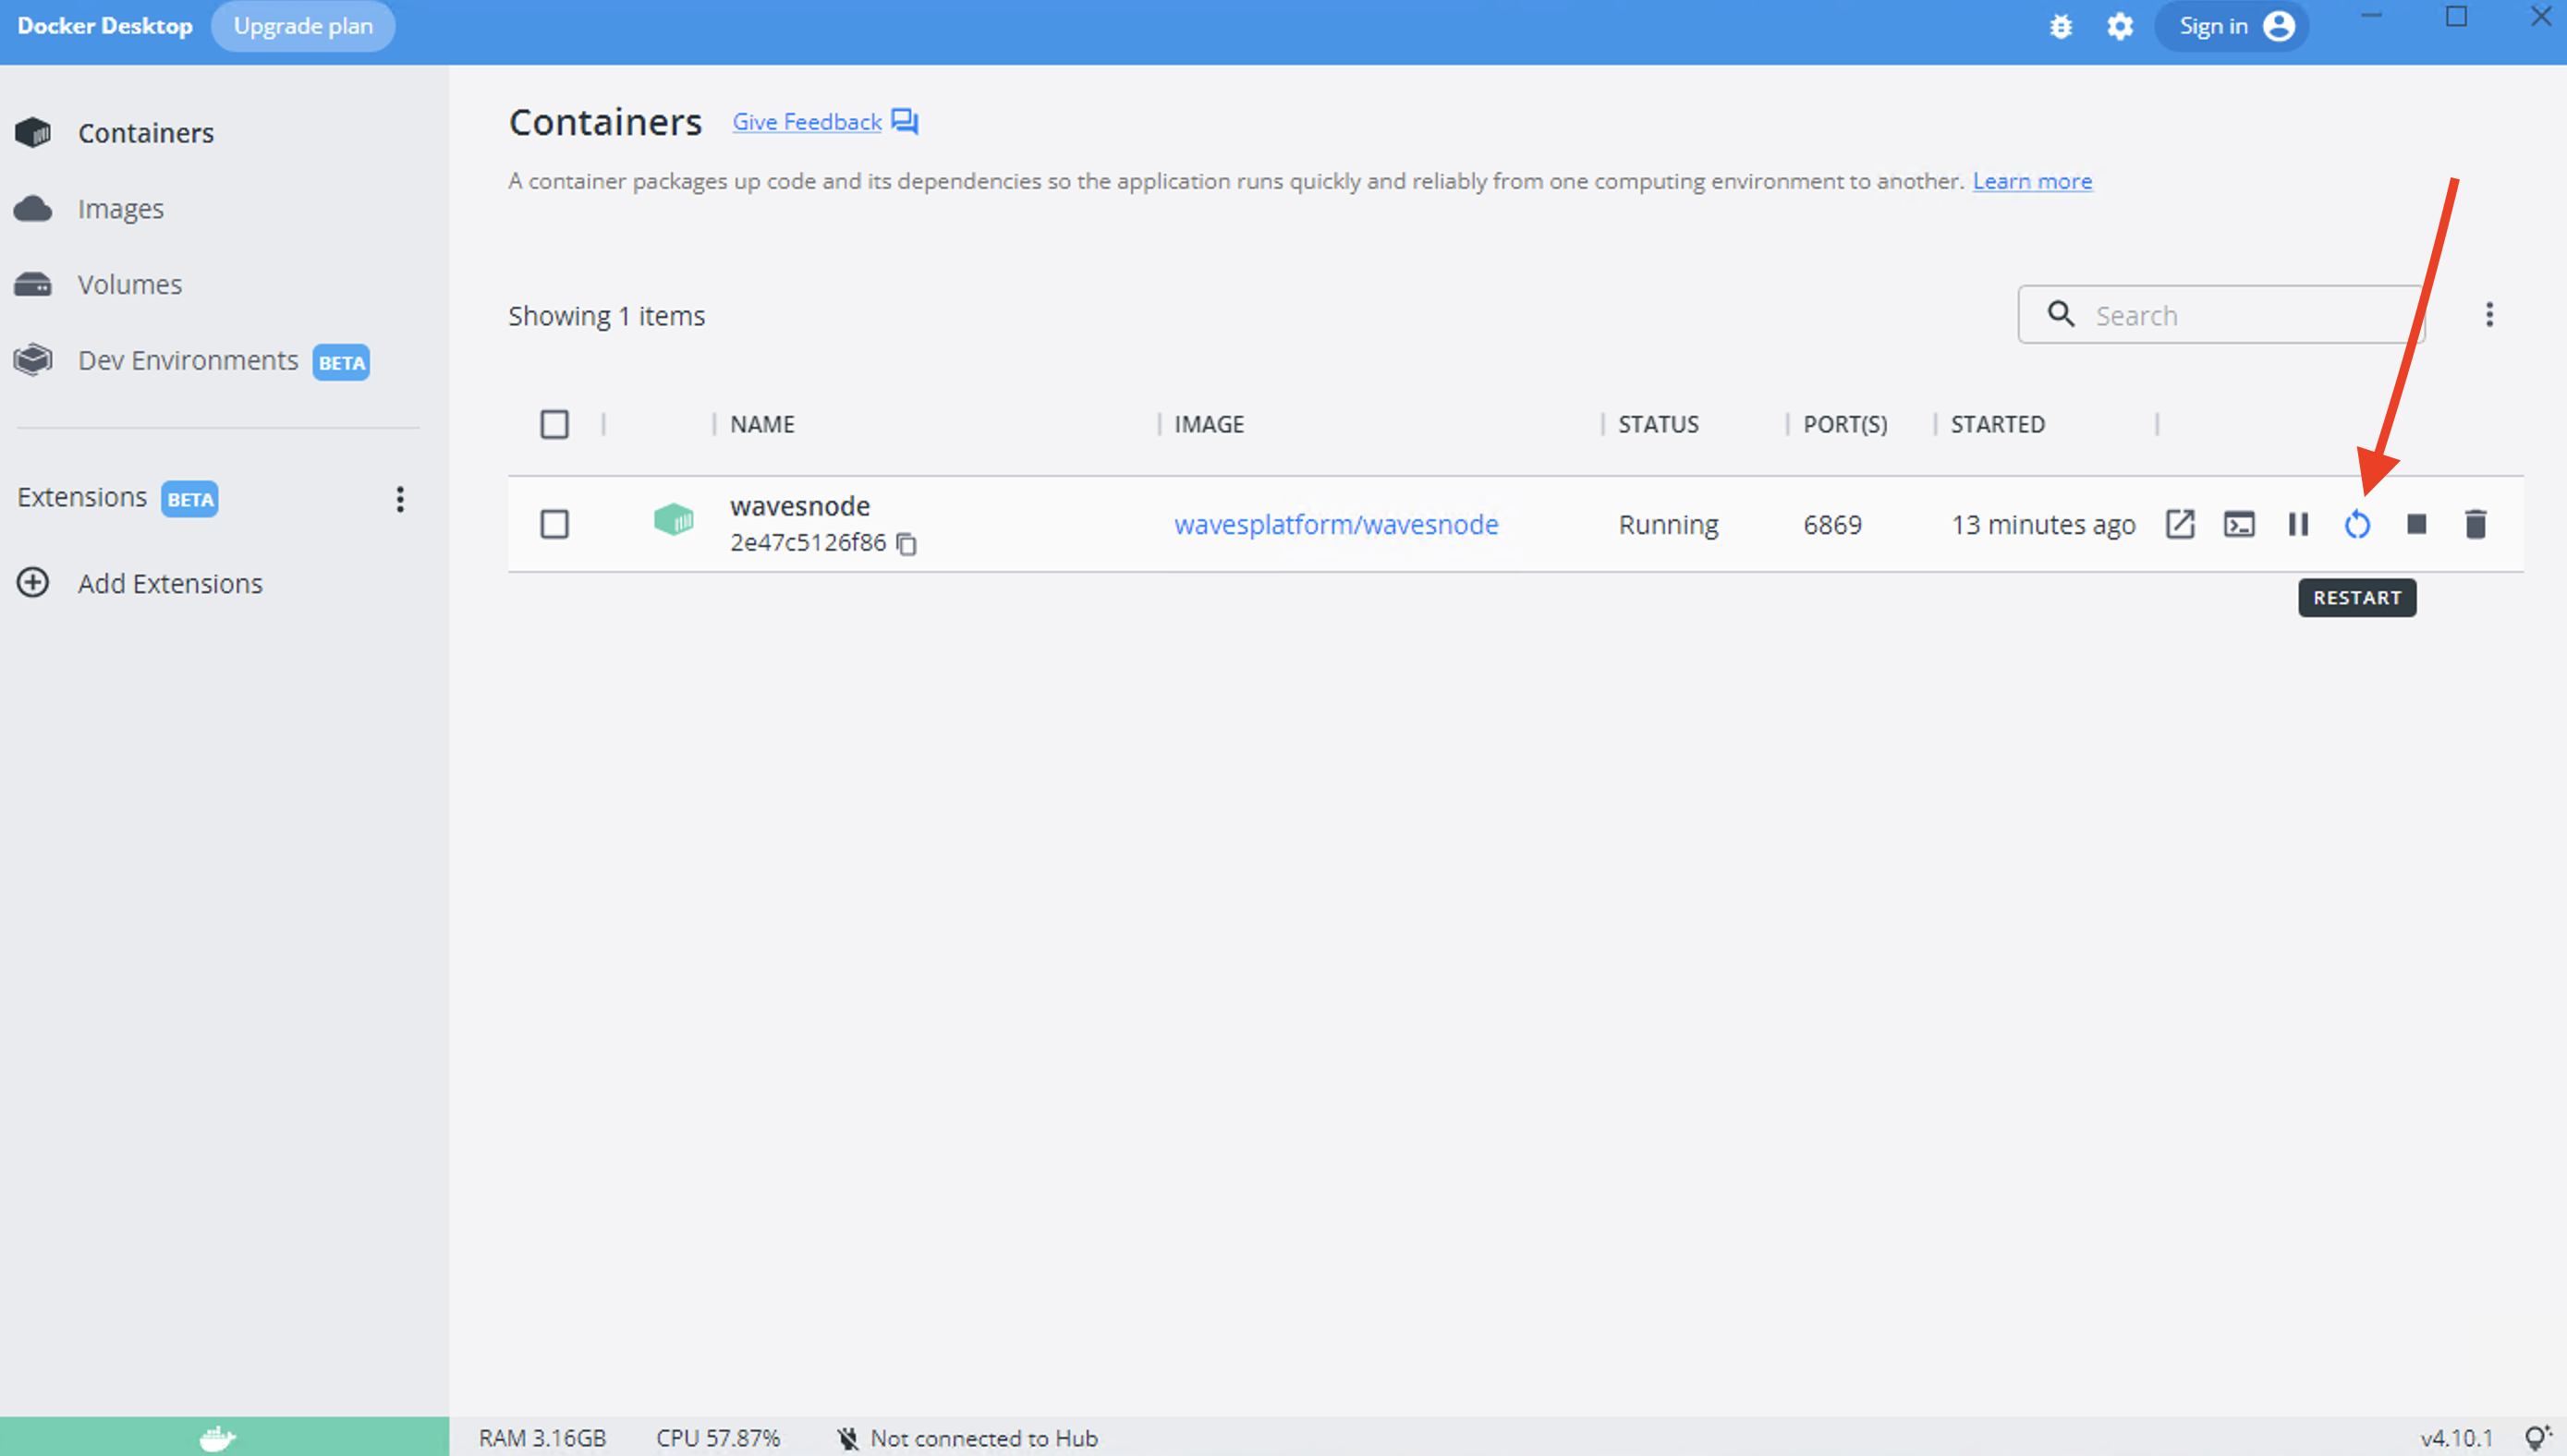 Docker Desktop Upgrade plan Sign in
Containers
Images
Volumes
Dev Environments BETA
Extensions BETA
Add Extensions
Containers Give Feedback
A container packages up code and its dependencies so the application runs quickly and reliably from one computing environment to another. Learn more
Showing 1 items Search
NAME IMAGE STATUS PORT(S) STARTED
wavesnode wavesplatform/wavesnode Running 6869 13 minutes ago
2e47c5126f86
RESTART
RAM 3.16GB CPU 57.87% Not connected to Hub v4.10.1